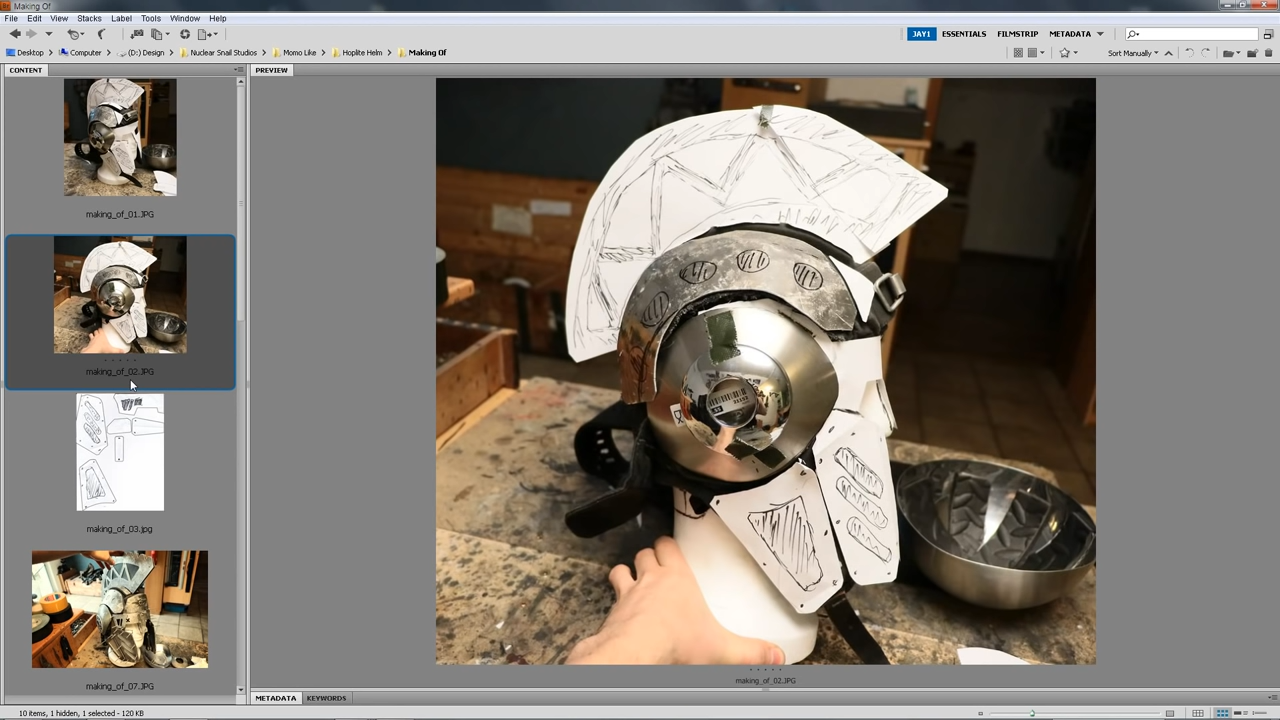 Br Making Of
File Edit View Stacks Label Tools Window Help
Desktop Computer (D:) Design Nuclear Snail Studios Momo Like Hoplite Helm Making Of
JAY1 ESSENTIALS FILMSTRIP METADATA
Sort Manually
CONTENT
PREVIEW
making_of_01.JPG
making_of_02.JPG
making_of_03.jpg
making_of_07.JPG
making_of_02.JPG
METADATA KEYWORDS
10 items, 1 hidden, 1 selected - 120 KB